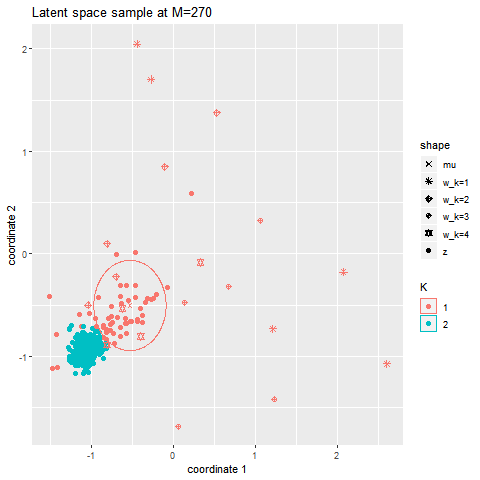 Latent space sample at M=270
2
1
0
-1
coordinate 2
-1
0
1
2
coordinate 1
shape
mu
w_k=1
w_k=2
w_k=3
w_k=4
z
K
1
2